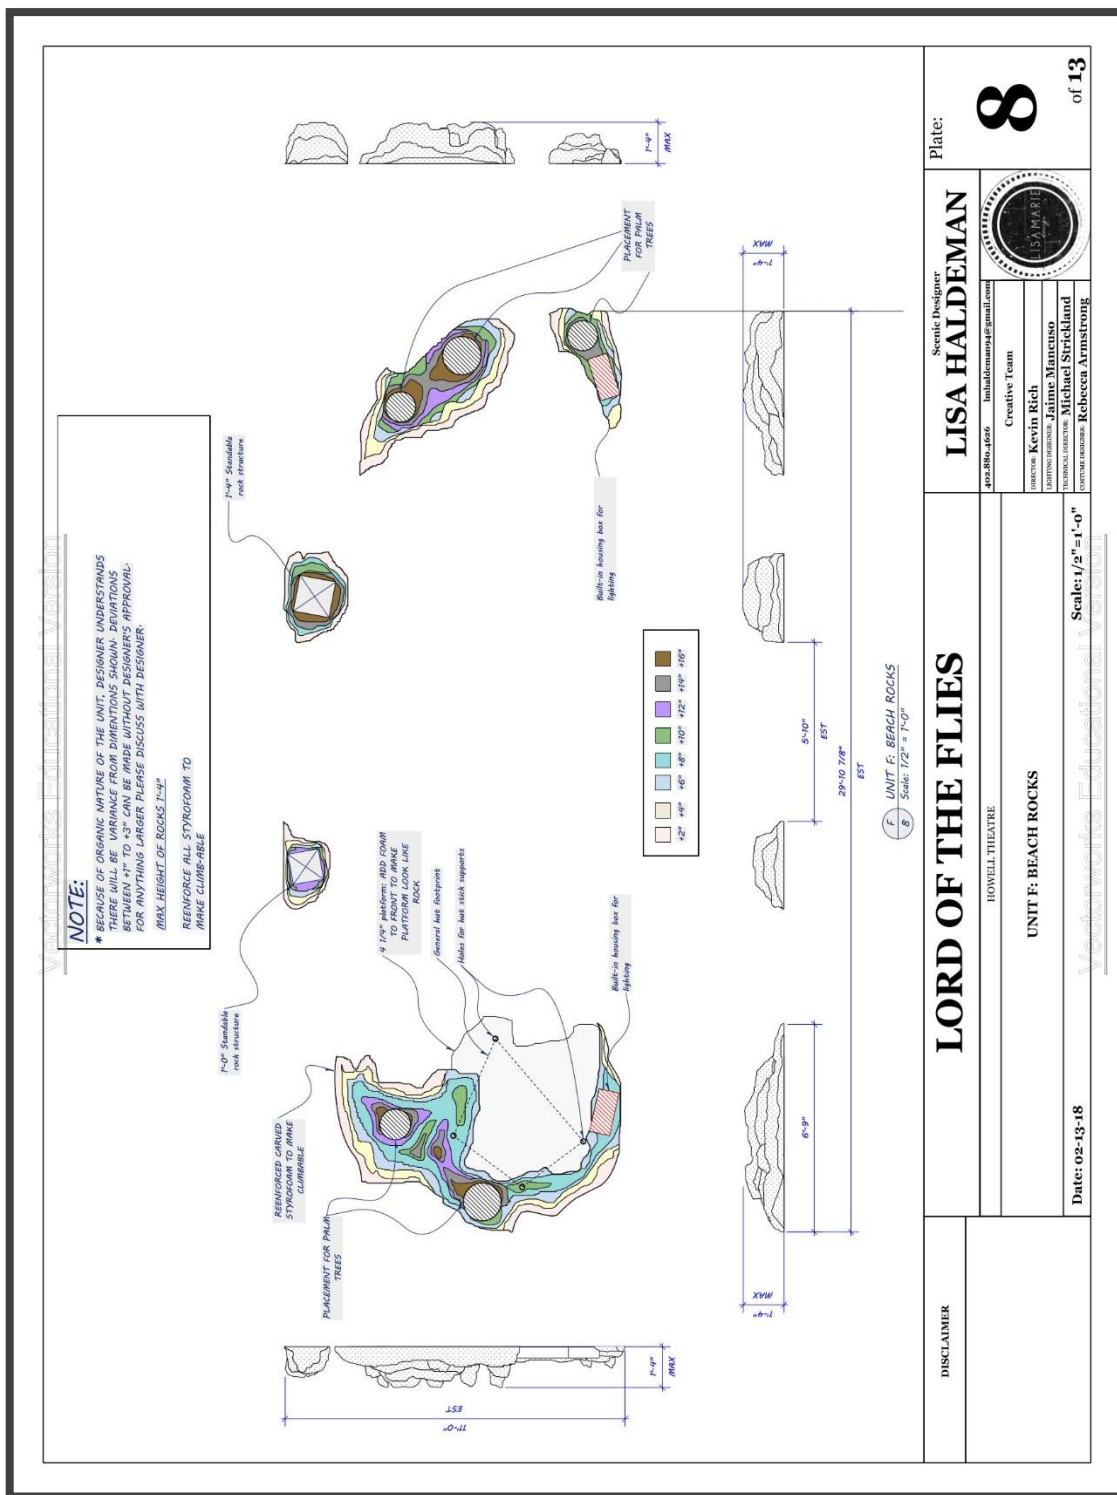 Vectorworks Educational Version
NOTE:
* BECAUSE OF ORGANIC NATURE OF THE UNIT, DESIGNER UNDERSTANDS
THERE WILL BE VARIANCE FROM DIMENTIONS SHOWN. DEVIATIONS
BETWEEN +1" TO +3" CAN BE MADE WITHOUT DESIGNER'S APPROVAL.
FOR ANYTHING LARGER PLEASE DISCUSS WITH DESIGNER.
MAX HEIGHT OF ROCKS 1'-4"
REENFORCE ALL STYROFOAM TO
MAKE CLIMB-ABLE
1'-0" Standable
rock structure
1'-4" Standable
rock structure
REENFORCED CARVED
STYROFOAM TO MAKE
CLIMBABLE
PLACEMENT FOR PALM
TREES
4 1/4" platform: ADD FOAM
TO FRONT TO MAKE
PLATFORM LOOK LIKE
ROCK
General hut footprint
Holes for hut stick supports
Built-in housing box for
lighting
Built-in housing box for
lighting
PLACEMENT
FOR PALM
TREES
11'-0"
EST
1'-4"
MAX
1'-4"
MAX
+2"
+4"
+6"
+8"
+10"
+12"
+14"
+16"
1'-4"
MAX
1'-4"
MAX
6'-9"
5'-10"
EST
29'-10 7/8"
EST
F
8
UNIT F: BEACH ROCKS
Scale: 1/2" = 1'-0"
DISCLAIMER
LORD OF THE FLIES
HOWELL THEATRE
UNIT F: BEACH ROCKS
Date: 02-13-18
Scale:1/2"=1'-0"
Vectorworks Educational Version
Scenic Designer
LISA HALDEMAN
402.880.4626 lmhaldeman94@gmail.com
Creative Team
DIRECTOR: Kevin Rich
LIGHTING DESIGNER: Jaime Mancuso
TECHNICAL DIRECTOR: Michael Strickland
COSTUME DESIGNER: Rebecca Armstrong
LISA MARIE
Plate:
8
of 13